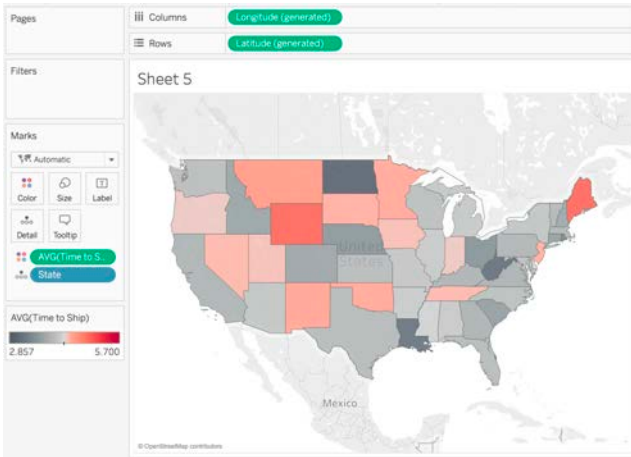 Pages
Columns
Longitude (generated)
Rows
Latitude (generated)
Filters
Sheet 5
Marks
Automatic
Color
Size
Label
Detail
Tooltip
AVG(Time to S..
State
AVG(Time to Ship)
2.857
5.700
United
States
Mexico
© OpenStreetMap contributors